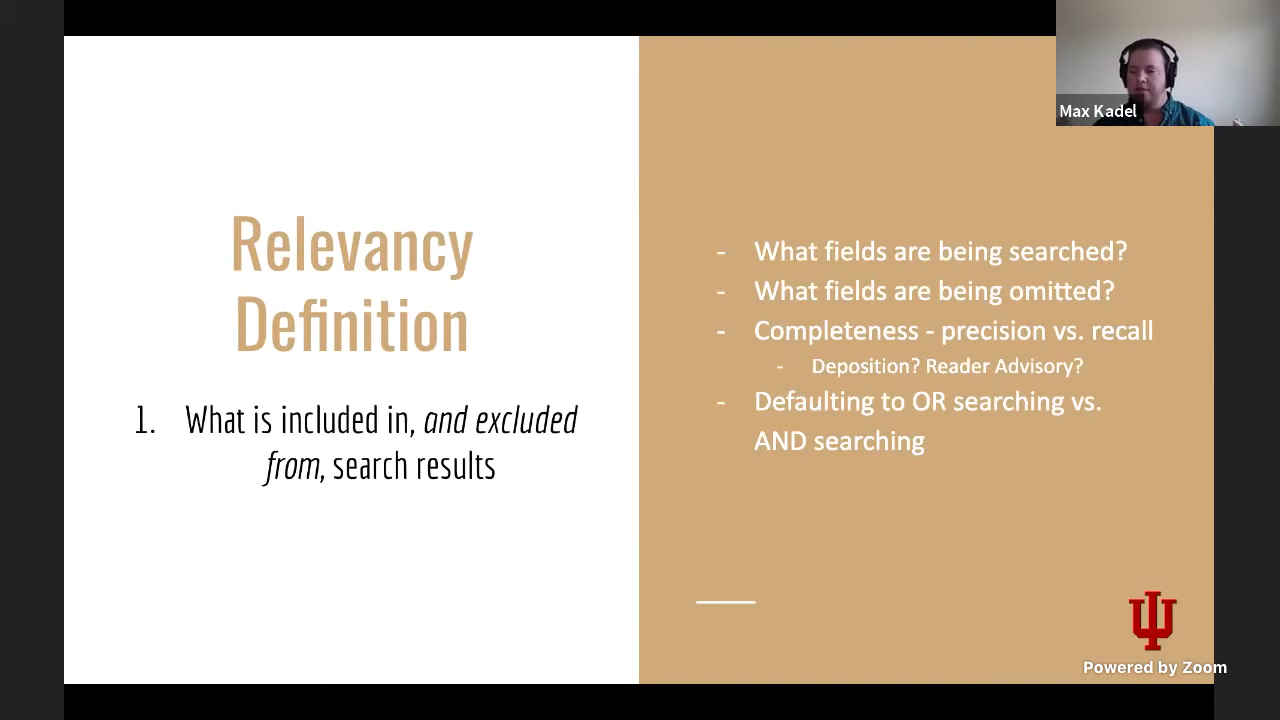 Max Kadel
Relevancy
Definition
1. What is included in, and excluded
from, search results
- What fields are being searched?
- What fields are being omitted?
- Completeness - precision vs. recall
- Deposition? Reader Advisory?
- Defaulting to OR searching vs.
AND searching
Powered by Zoom